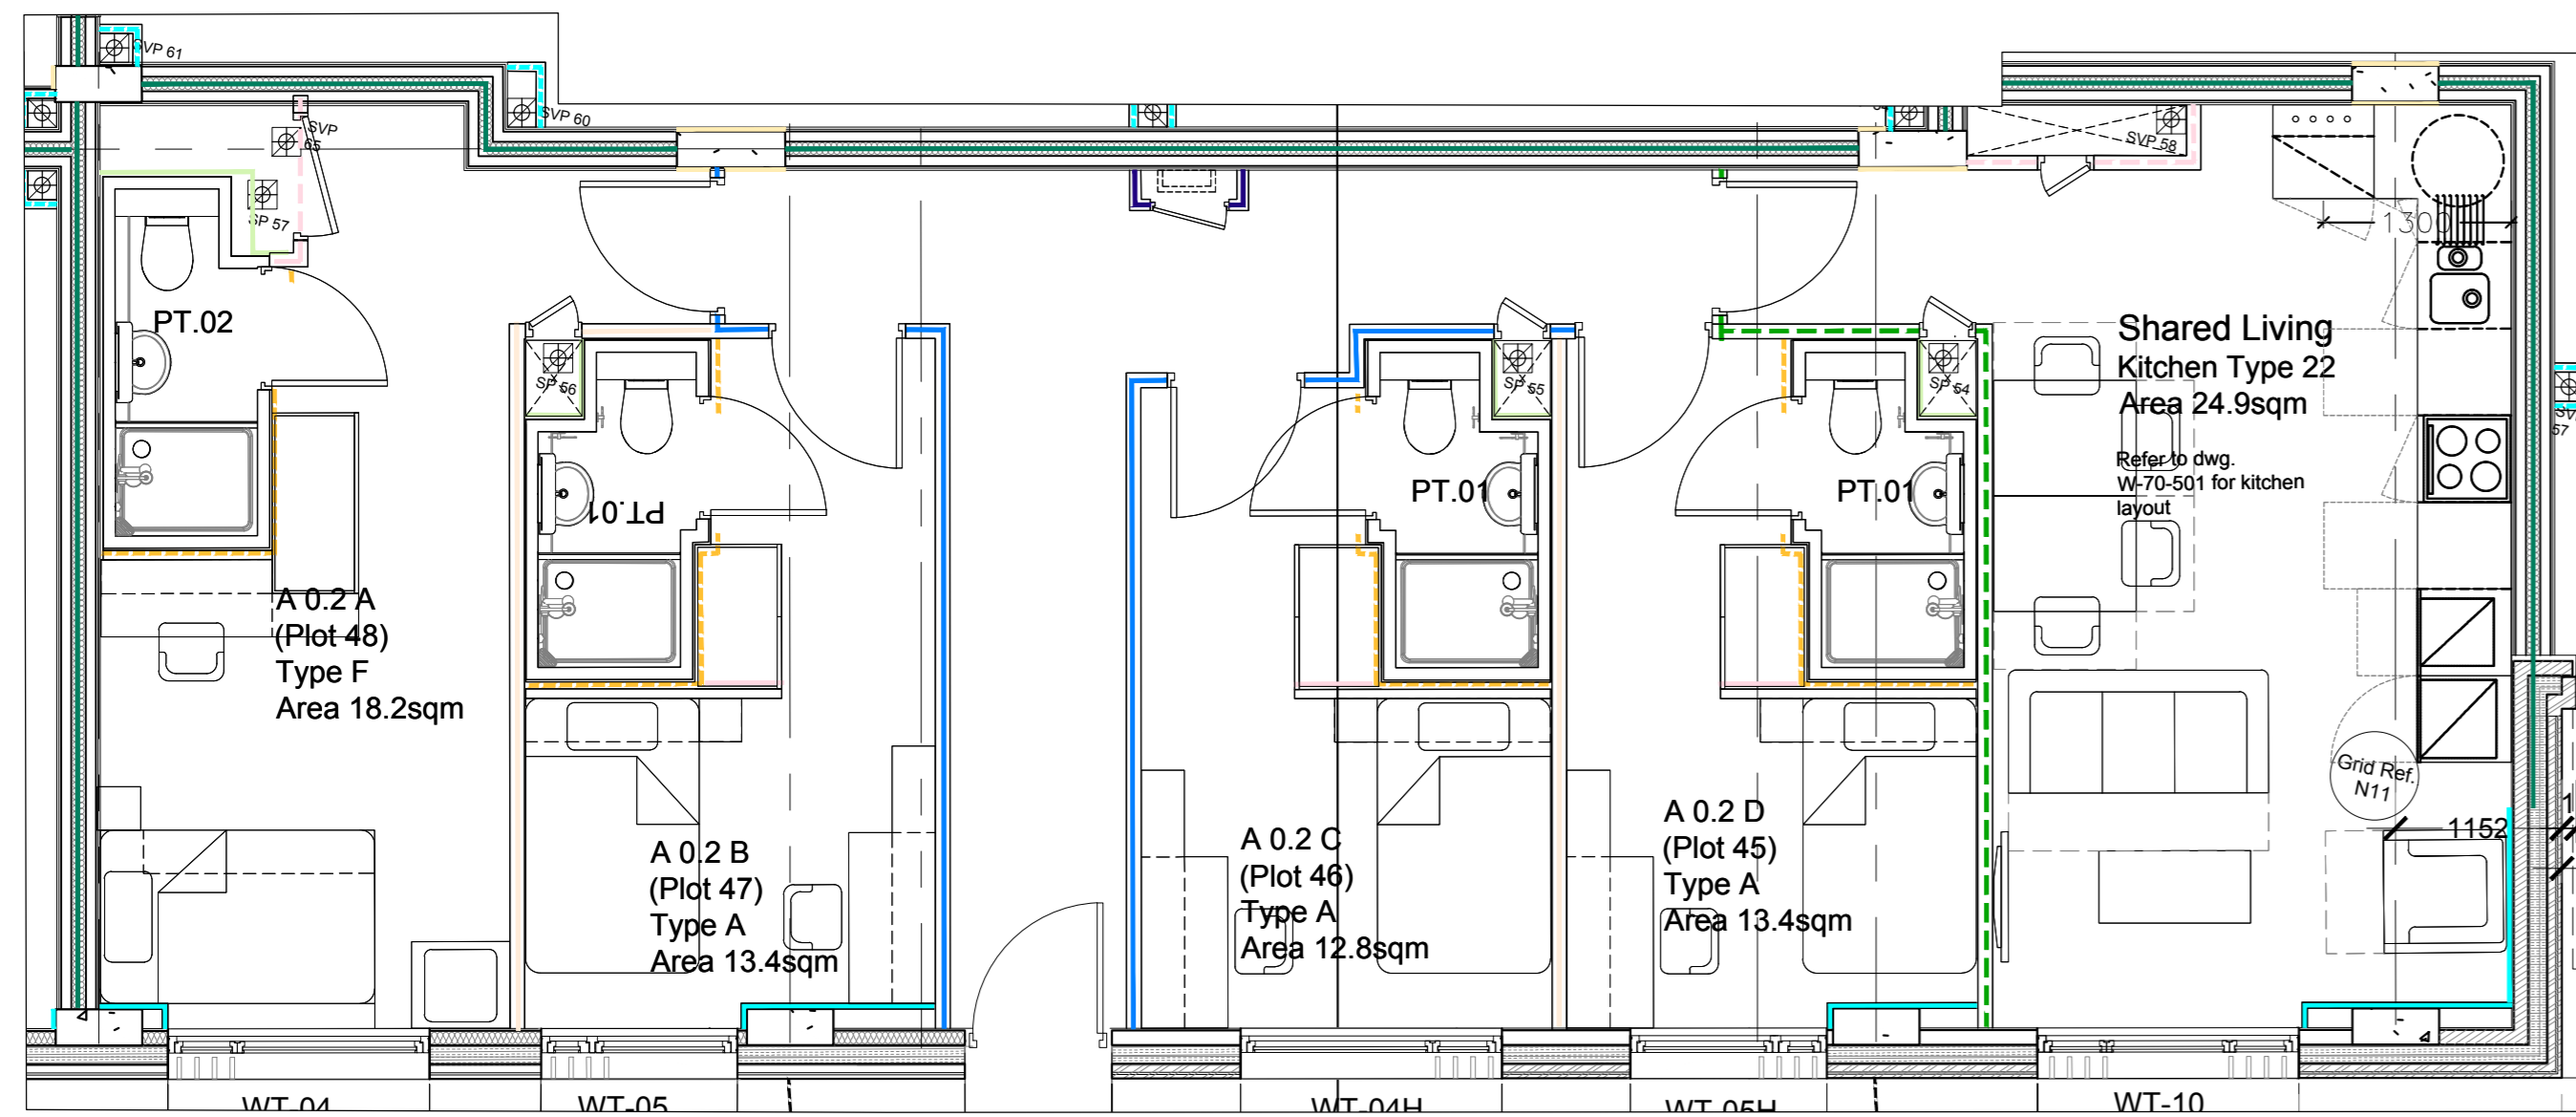 SVP 61
SVP 60
SVP
65
SP 57
SVP 58
1300
PT.02
SP 56
SP 55
SP 54
Shared Living
Kitchen Type 22
Area 24.9sqm
Refer to dwg.
W-70-501 for kitchen
layout
PT.01
PT.01
PT.01
SV
57
A 0.2 A
(Plot 48)
Type F
Area 18.2sqm
Grid Ref.
N11
A 0.2 B
(Plot 47)
Type A
Area 13.4sqm
A 0.2 C
(Plot 46)
Type A
Area 12.8sqm
A 0.2 D
(Plot 45)
Type A
Area 13.4sqm
1152
1
WT-04
WT-05
WT-04H
WT-05H
WT-10